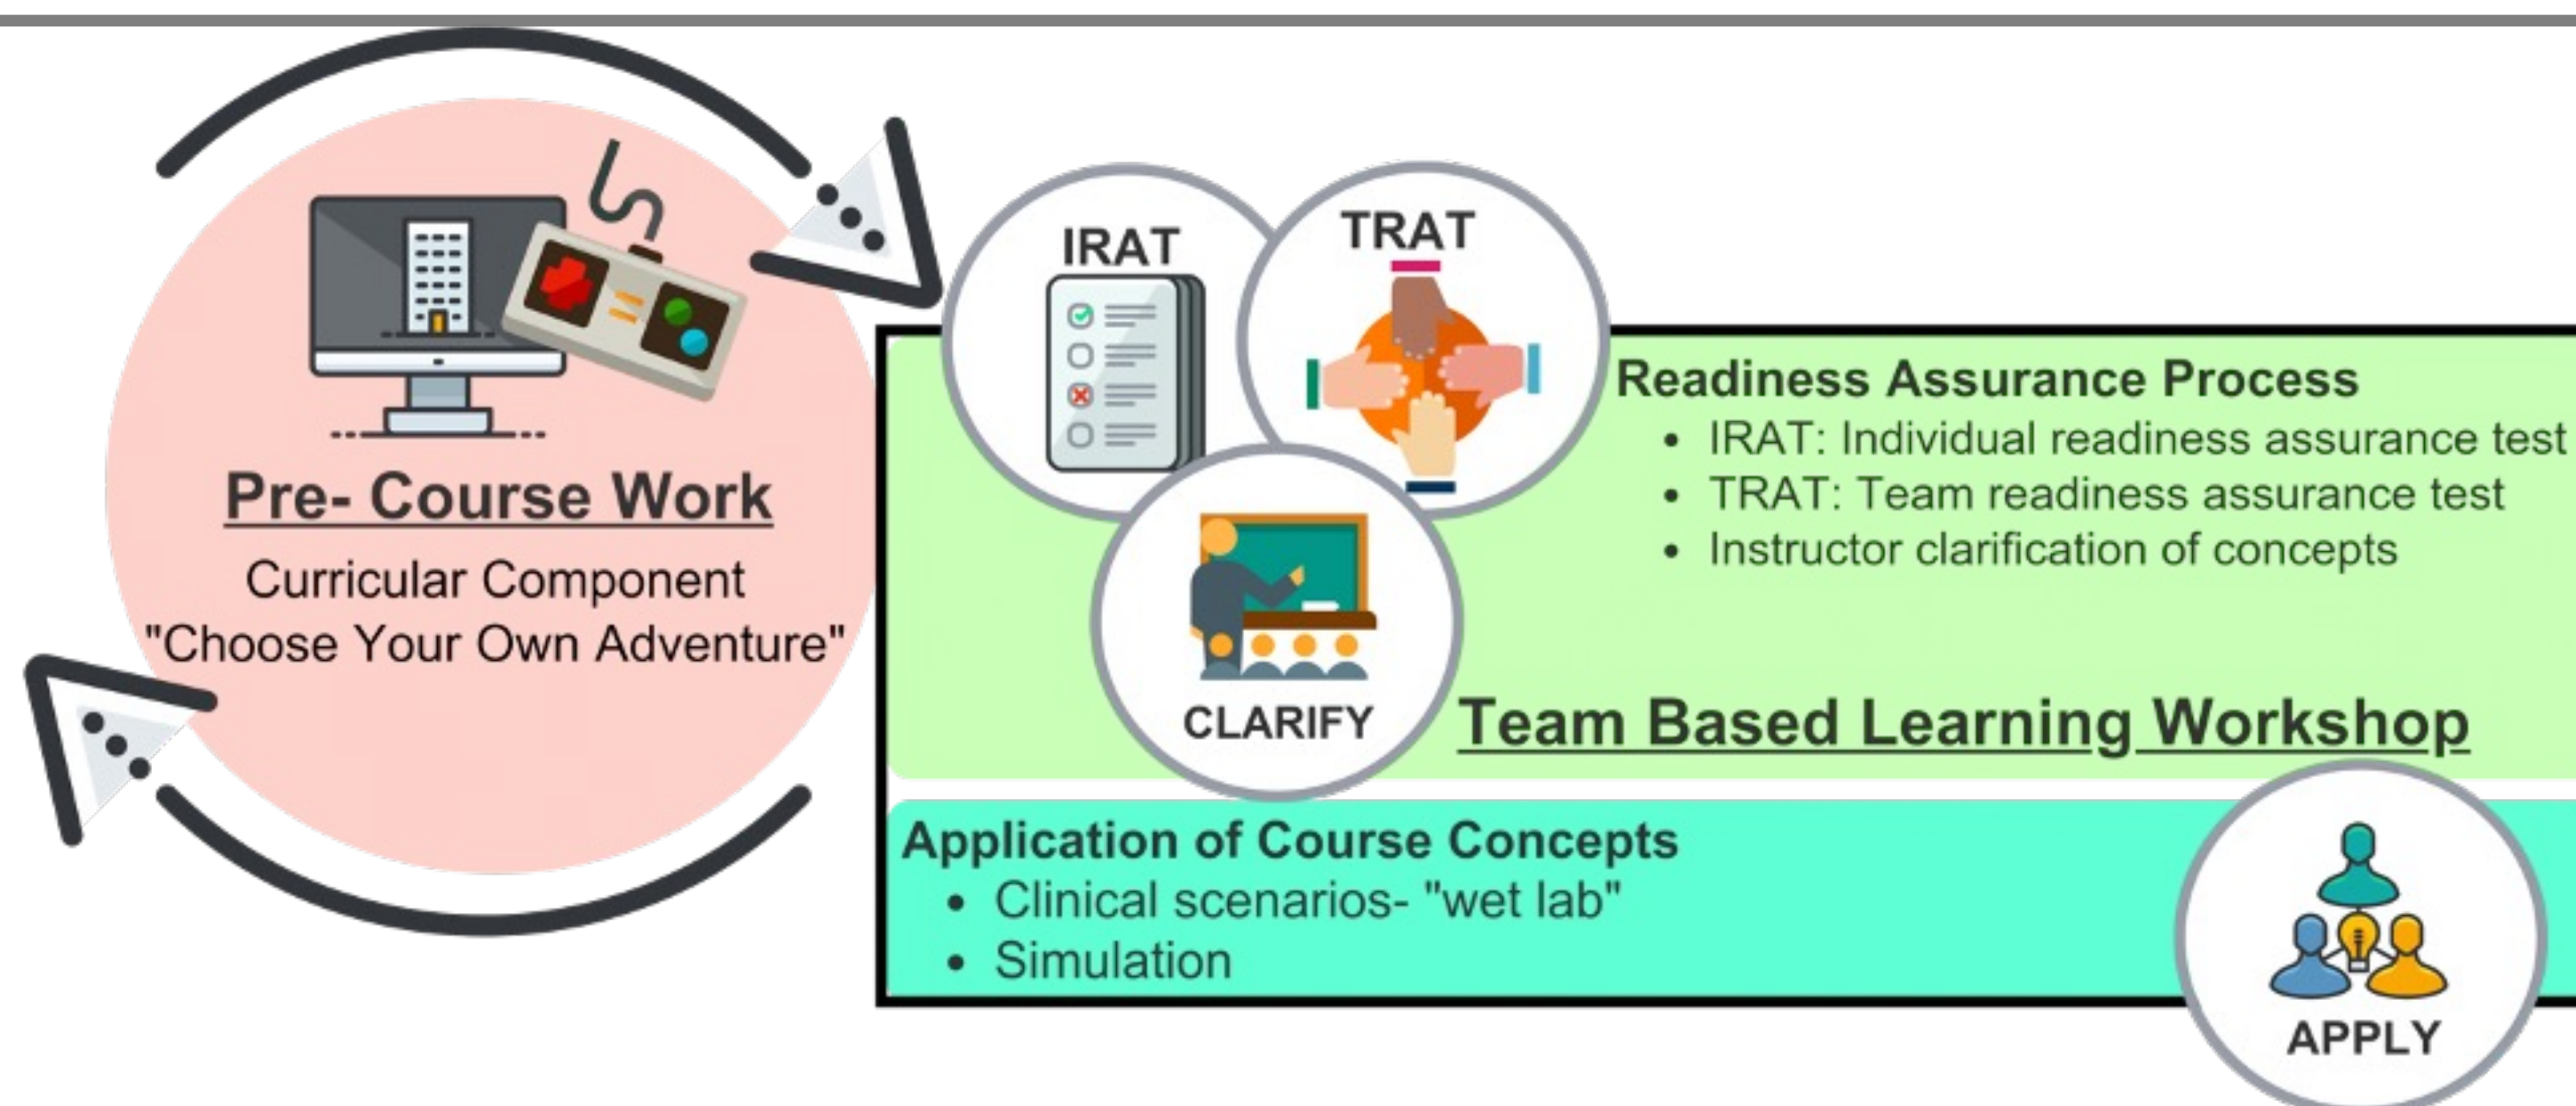 Pre- Course Work
Curricular Component
"Choose Your Own Adventure"
IRAT
TRAT
CLARIFY
Readiness Assurance Process
• IRAT: Individual readiness assurance test
• TRAT: Team readiness assurance test
• Instructor clarification of concepts
Team Based Learning Workshop
Application of Course Concepts
• Clinical scenarios- "wet lab"
• Simulation
APPLY